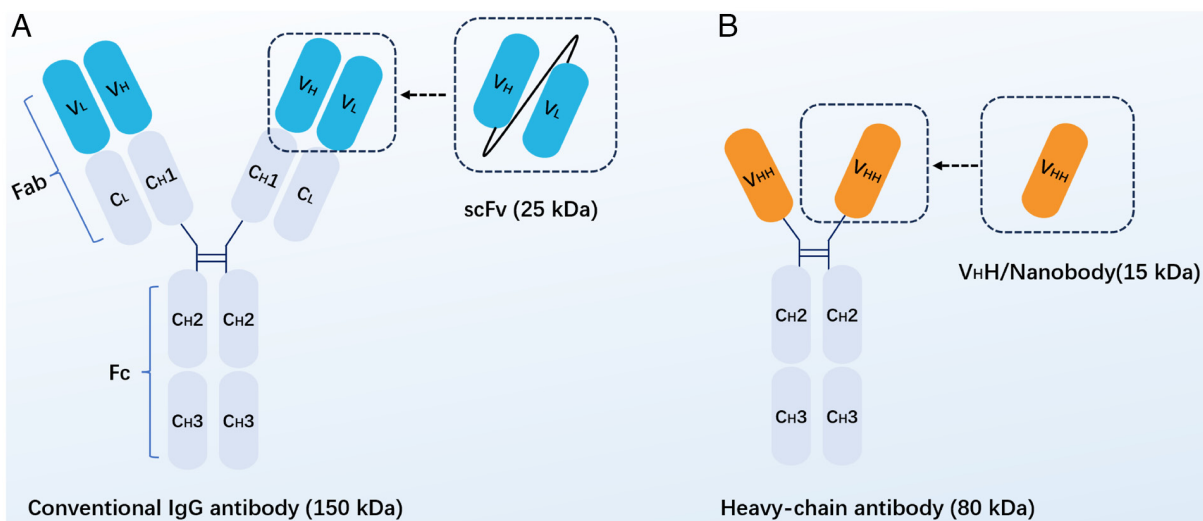 A
B
VL
VH
VH
VL
VH
VL
Fab
CL
CH1
CH1
CL
scFv (25 kDa)
VHH
VHH
VHH
VHH/Nanobody(15 kDa)
CH2
CH2
CH2
CH2
Fc
CH3
CH3
CH3
CH3
Conventional IgG antibody (150 kDa)
Heavy-chain antibody (80 kDa)